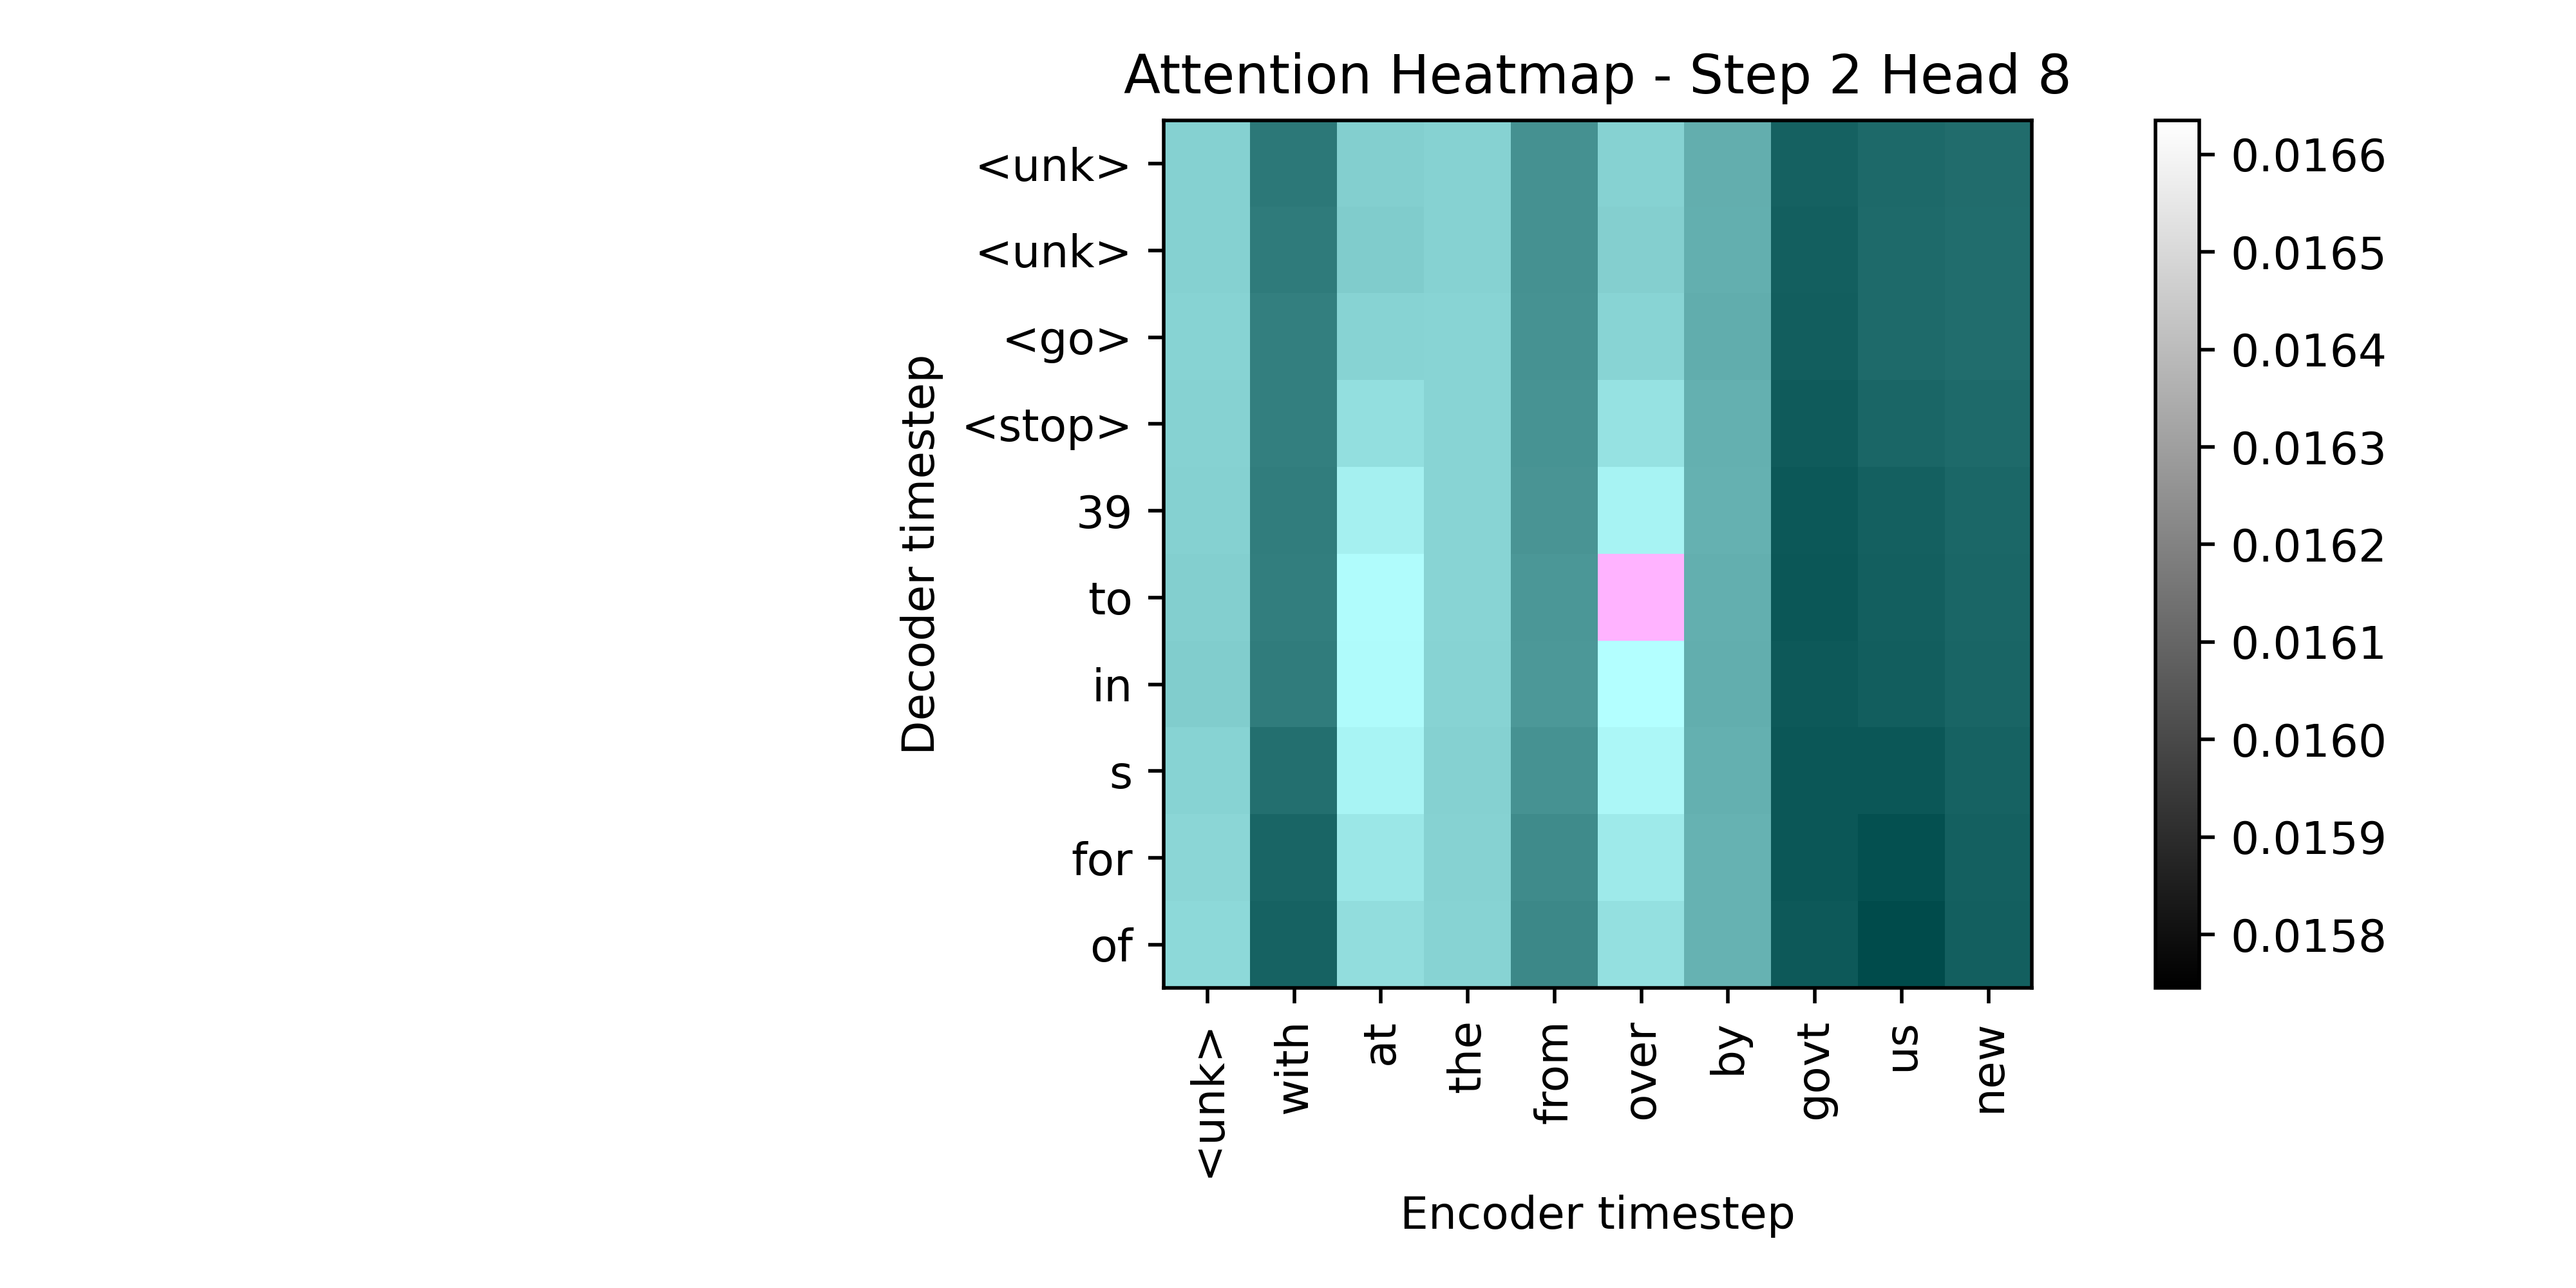 Attention Heatmap - Step 2 Head 8
Decoder timestep
<unk>
<unk>
<go>
<stop>
39
to
in
s
for
of
<unk>
with
at
the
from
over
by
govt
us
new
Encoder timestep
0.0166
0.0165
0.0164
0.0163
0.0162
0.0161
0.0160
0.0159
0.0158